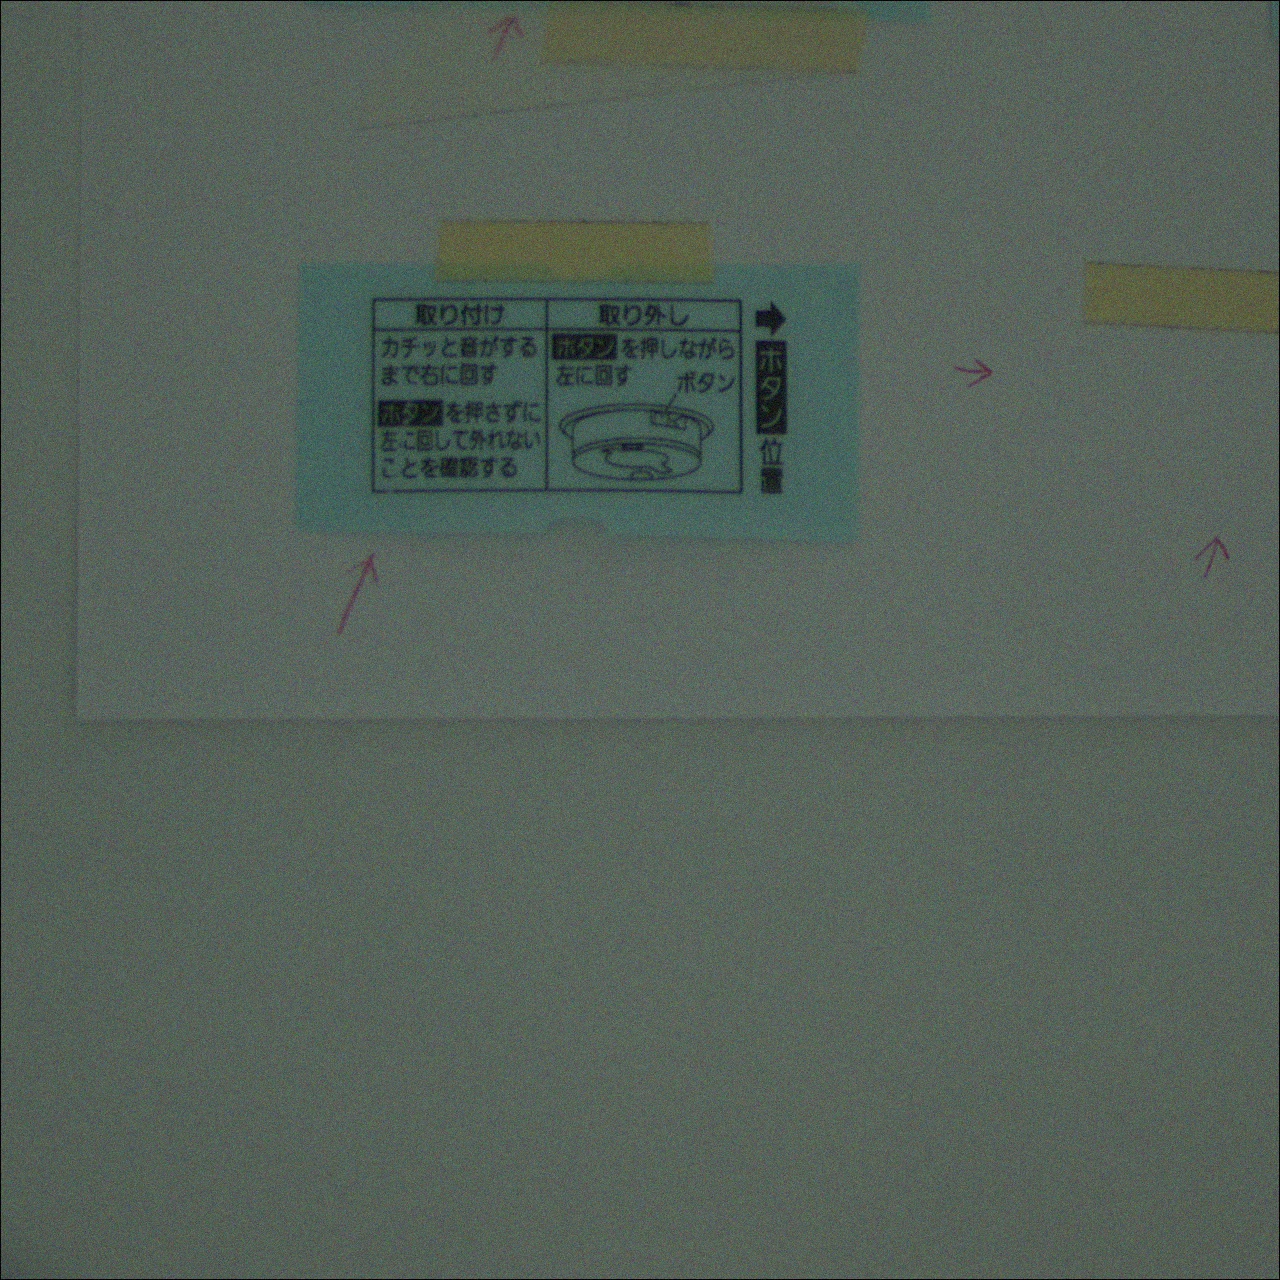 取り付け
カチッと音がする
まで右に回す
ボタンを押さずに
左に回して外れない
ことを確認する
取り外し
ボタンを押しながら
左に回す
ボタン
➡
ボタン位置